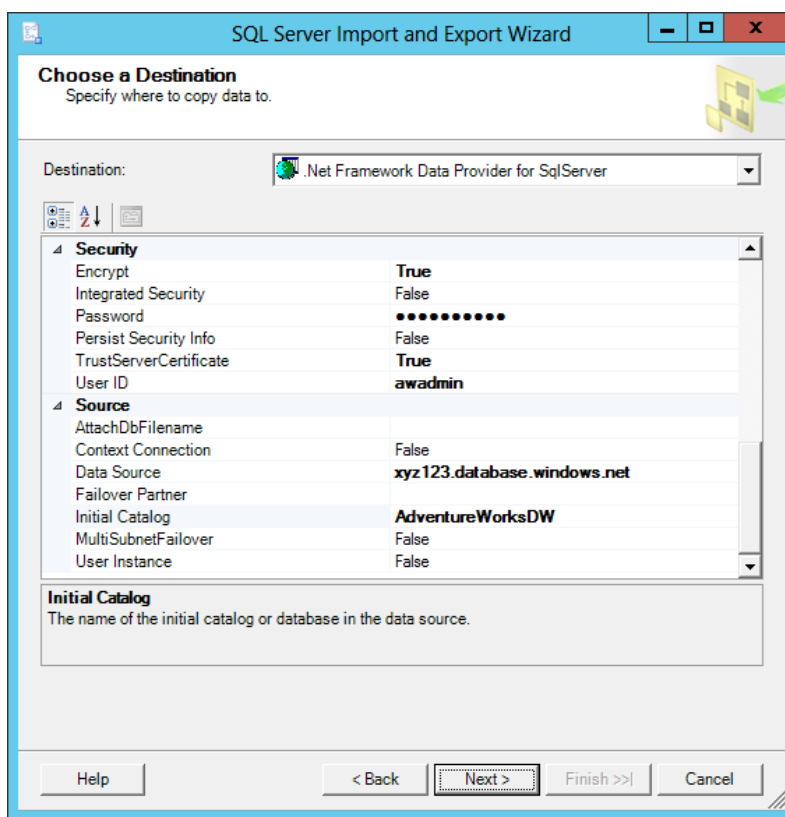 SQL Server Import and Export Wizard
x
Choose a Destination
Specify where to copy data to.
Destination: .Net Framework Data Provider for SqlServer
A
Z
Security
Encrypt True
Integrated Security False
Password ●●●●●●●●●●
Persist Security Info False
TrustServerCertificate True
User ID awadmin
Source
AttachDbFilename
Context Connection False
Data Source xyz123.database.windows.net
Failover Partner
Initial Catalog AdventureWorksDW
MultiSubnetFailover False
User Instance False
Initial Catalog
The name of the initial catalog or database in the data source.
Help < Back Next > Finish >>| Cancel